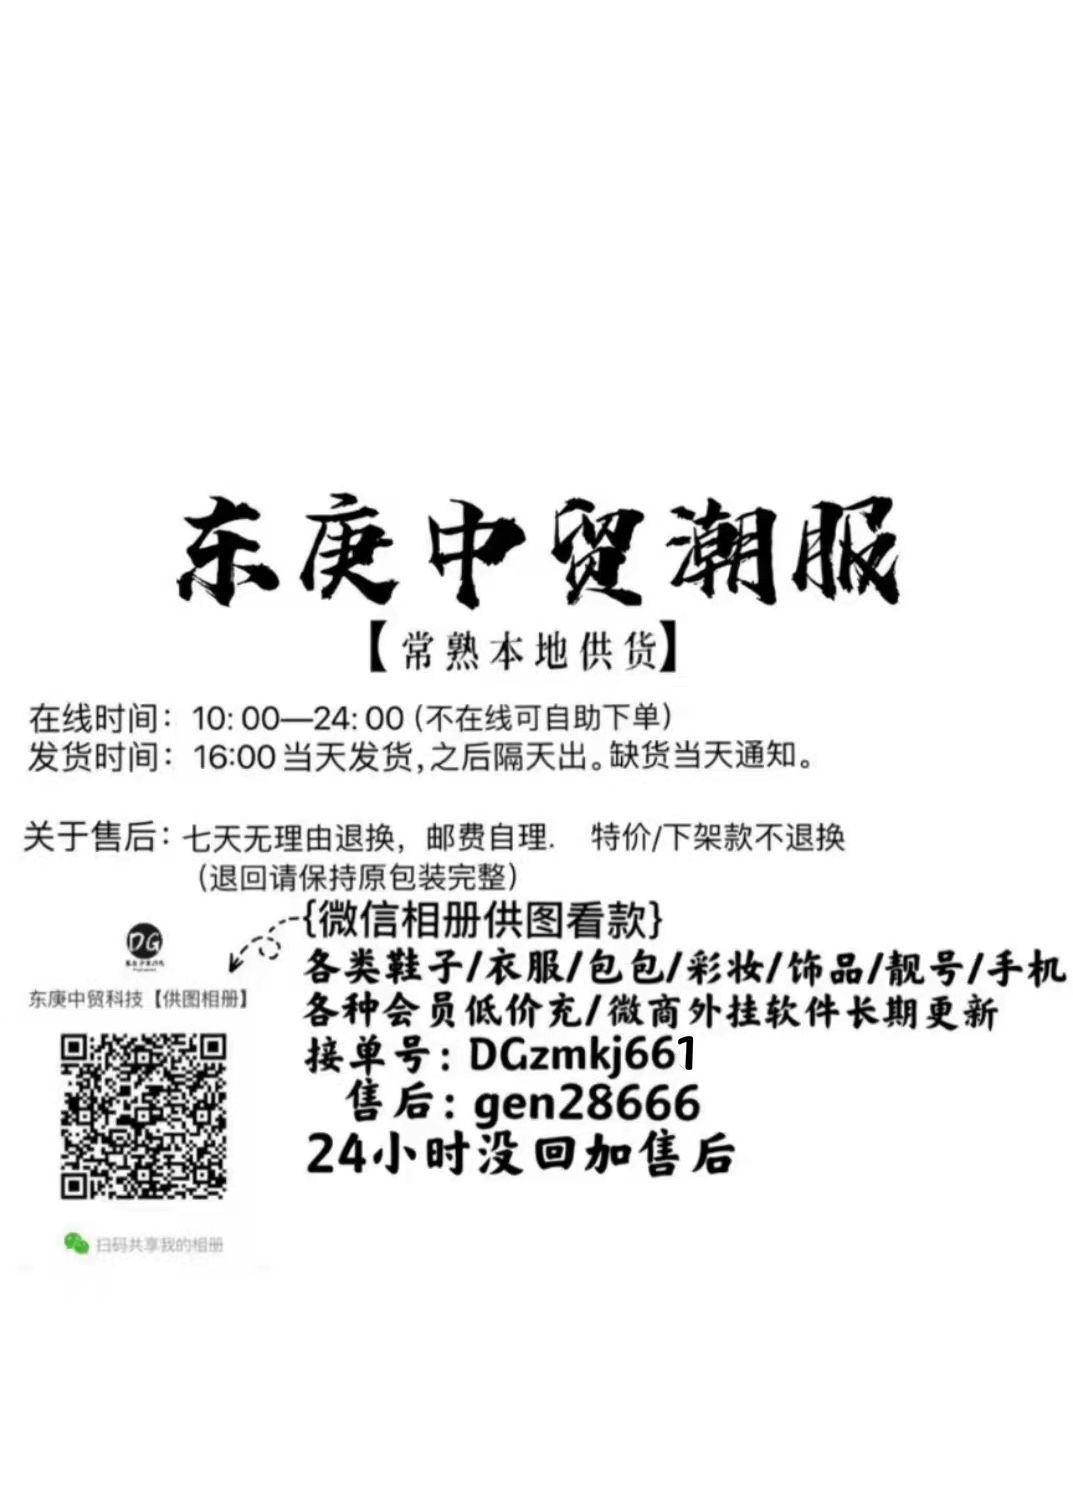 东庚中贸潮服
【常熟本地供货】
在线时间：10:00—24:00（不在线可自助下单）
发货时间：16:00当天发货,之后隔天出。缺货当天通知。
关于售后：七天无理由退换，邮费自理. 特价/下架款不退换
（退回请保持原包装完整）
{微信相册供图看款}
各类鞋子/衣服/包包/彩妆/饰品/靓号/手机
各种会员低价充/微商外挂软件长期更新
接单号：DGzmkj661
售后：gen28666
24小时没回加售后
DG
东庚中贸科技【供图相册】
扫码共享我的相册